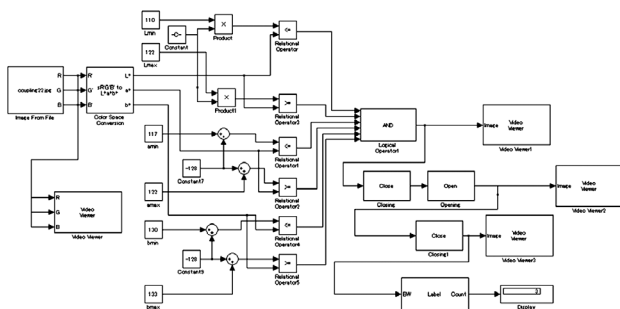 110
Lmin
-C-
Constant
Product
<=
Relational
Operator
122
Lmax
Product1
>=
Relational
Operator3
coupling22.jpg
R
G
B
Image From File
R'
G'
B'
sRGB to
L*a*b*
L*
a*
b*
Color Space
Conversion
AND
Logical
Operator1
Image
Video
Viewer
Video Viewer1
117
amin
<=
Relational
Operator1
-128
Constant7
122
amax
>=
Relational
Operator2
Close
Closing
Open
Opening
Image
Video
Viewer
Video Viewer2
R
G
B
Video
Viewer
Video Viewer
130
bmin
<=
Relational
Operator4
-128
Constant9
133
bmax
>=
Relational
Operator5
Close
Closing1
Image
Video
Viewer
Video Viewer3
BW
Label
Count
Display